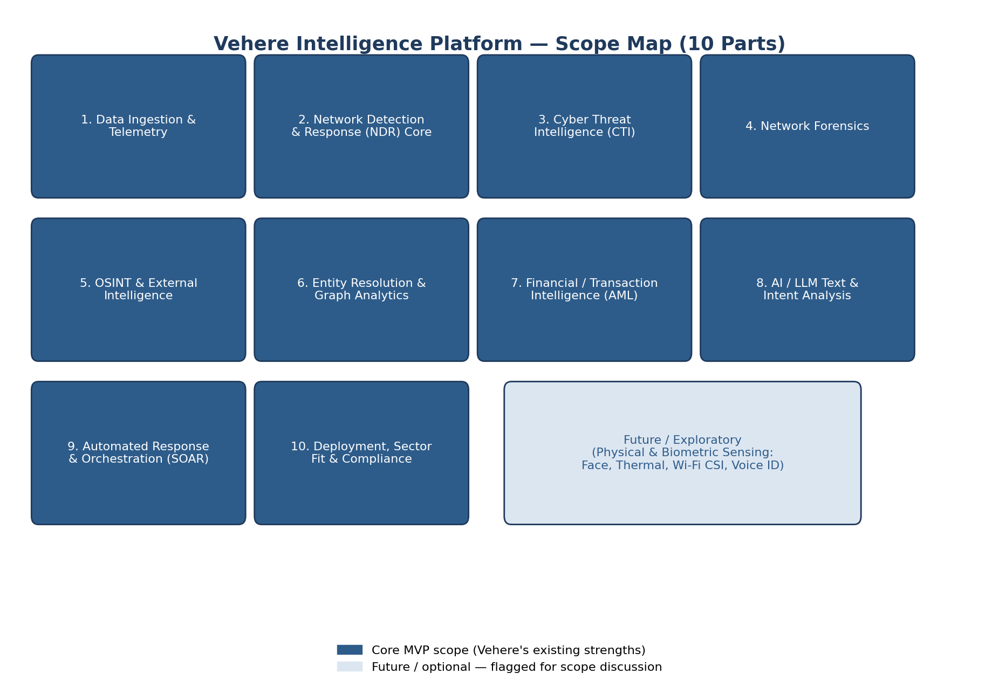 Vehere Intelligence Platform — Scope Map (10 Parts)
1. Data Ingestion &
Telemetry
2. Network Detection
& Response (NDR) Core
3. Cyber Threat
Intelligence (CTI)
4. Network Forensics
5. OSINT & External
Intelligence
6. Entity Resolution &
Graph Analytics
7. Financial / Transaction
Intelligence (AML)
8. AI / LLM Text &
Intent Analysis
9. Automated Response
& Orchestration (SOAR)
10. Deployment, Sector
Fit & Compliance
Future / Exploratory
(Physical & Biometric Sensing:
Face, Thermal, Wi-Fi CSI, Voice ID)
Core MVP scope (Vehere's existing strengths)
Future / optional — flagged for scope discussion